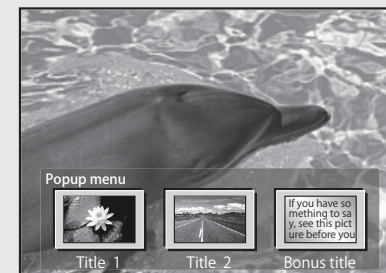 Popup menu
If you have so
mething to sa
y, see this pict
ure before you
Title 1
Title 2
Bonus title